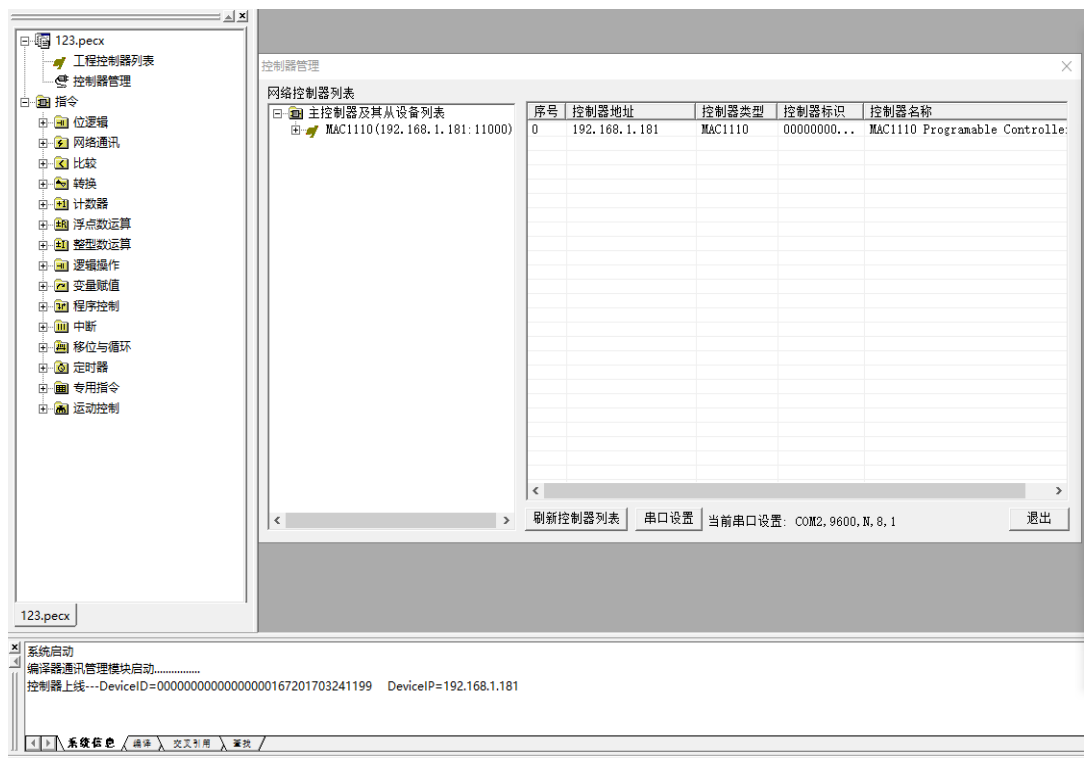 123.pecx
工程控制器列表
控制器管理
指令
位逻辑
网络通讯
比较
转换
计数器
浮点数运算
整型数运算
逻辑操作
变量赋值
程序控制
中断
移位与循环
定时器
专用指令
运动控制
123.pecx
控制器管理
网络控制器列表
主控制器及其从设备列表
MAC1110(192.168.1.181:11000)
序号 控制器地址 控制器类型 控制器标识 控制器名称
0 192.168.1.181 MAC1110 00000000... MAC1110 Programable Controlle
刷新控制器列表 串口设置 当前串口设置: COM2,9600,N,8,1 退出
系统启动
编译器通讯管理模块启动...............
控制器上线---DeviceID=00000000000000000167201703241199 DeviceIP=192.168.1.181
系统信息 编译 交叉引用 查找